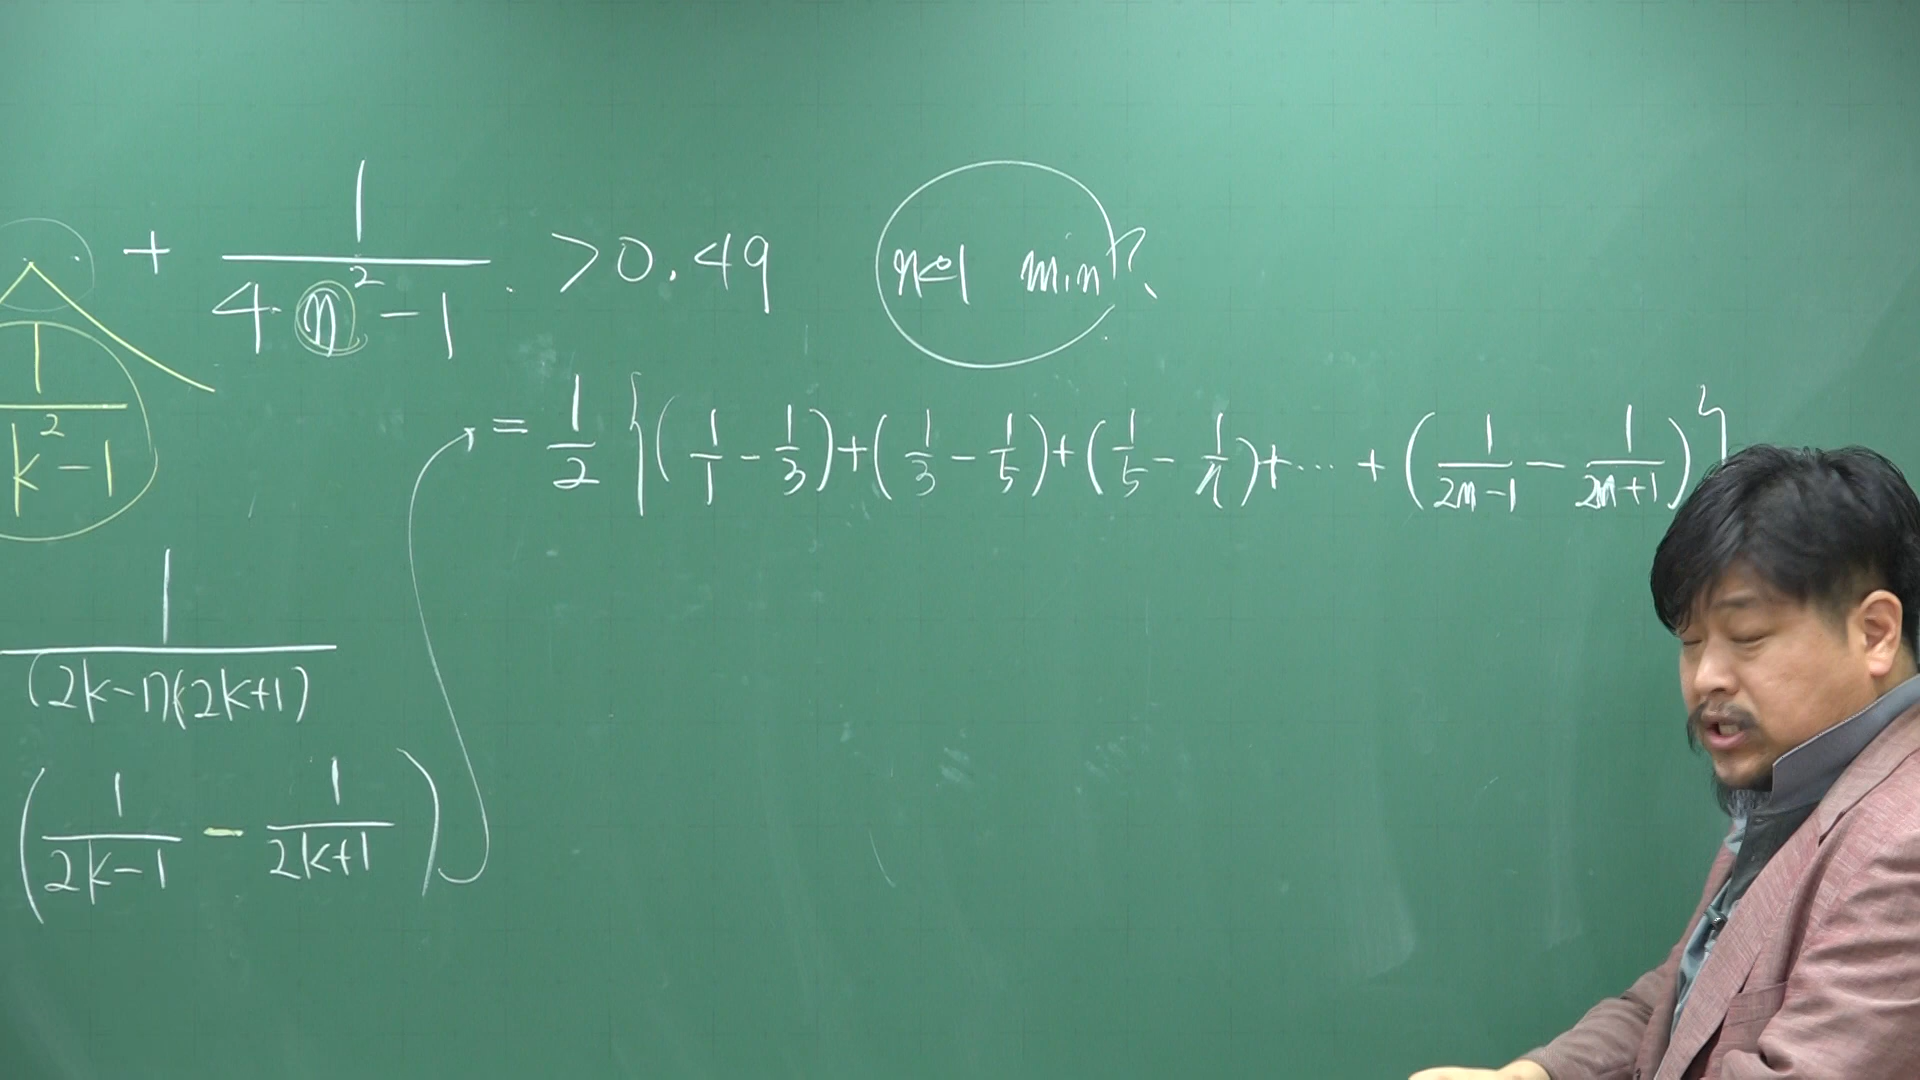 + 1/(4·n²-1) . >0.49 n의 min?
1/(k²-1)
= 1/2 {(1/1 - 1/3)+(1/3 - 1/5)+(1/5 - 1/7)+ ··· + (1/(2n-1) - 1/(2n+1))}
1/((2k-1)(2k+1))
(1/(2k-1) - 1/(2k+1))